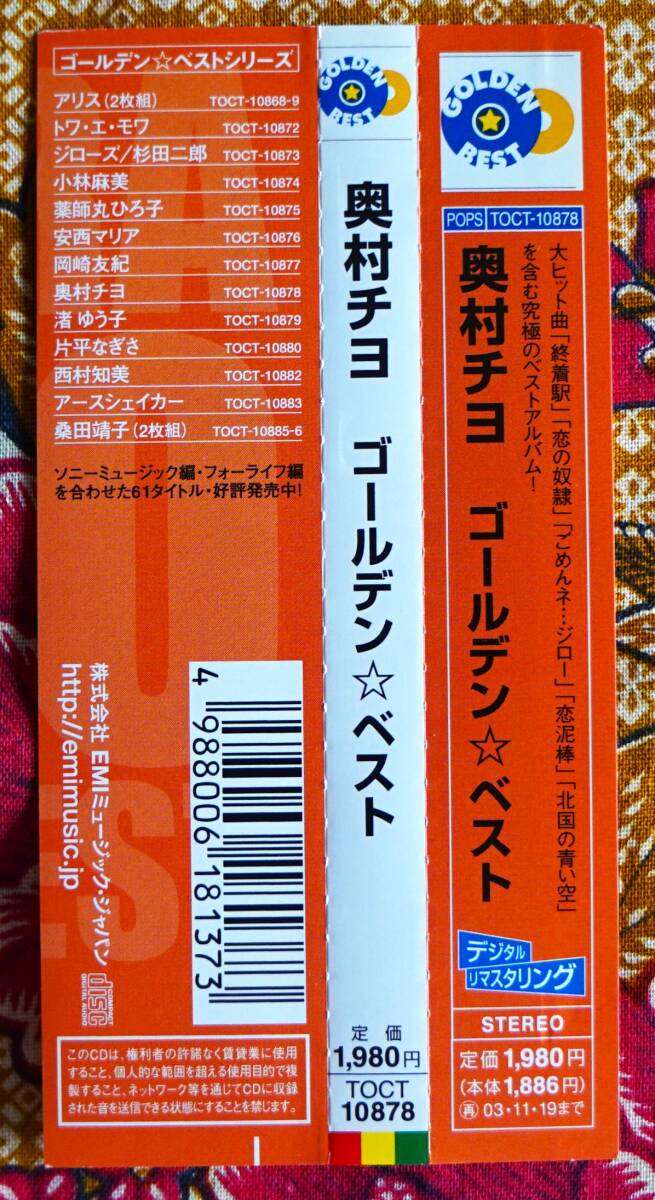 ゴールデン☆ベストシリーズ
アリス(2枚組) TOCT-10868-9
トワ・エ・モワ TOCT-10872
ジローズ/杉田二郎 TOCT-10873
小林麻美 TOCT-10874
薬師丸ひろ子 TOCT-10875
安西マリア TOCT-10876
岡崎友紀 TOCT-10877
奥村チヨ TOCT-10878
渚 ゆう子 TOCT-10879
片平なぎさ TOCT-10880
西村知美 TOCT-10882
アースシェイカー TOCT-10883
桑田靖子(2枚組) TOCT-10885-6
ソニーミュージック編・フォーライフ編
を合わせた61タイトル・好評発売中!
株式会社 EMIミュージック・ジャパン
http://emimusic.jp
COMPACT
disc
DIGITAL AUDIO
4 988006 181373
このCDは、権利者の許諾なく賃貸業に使用
すること、個人的な範囲を超える使用目的で複
製すること、ネットワーク等を通じてCDに収録
された音を送信できる状態にすることを禁じます。
GOLDEN
BEST
奥村チヨ ゴールデン☆ベスト
定価
1,980円
TOCT
10878
GOLDEN
BEST
POPS TOCT-10878
大ヒット曲「終着駅」「恋の奴隷」「ごめんネ…ジロー」「恋泥棒」「北国の青い空」
を含む究極のベストアルバム!
奥村チヨ ゴールデン☆ベスト
デジタル
リマスタリング
STEREO
定価1,980円
(本体1,886円)
再 03・11・19まで